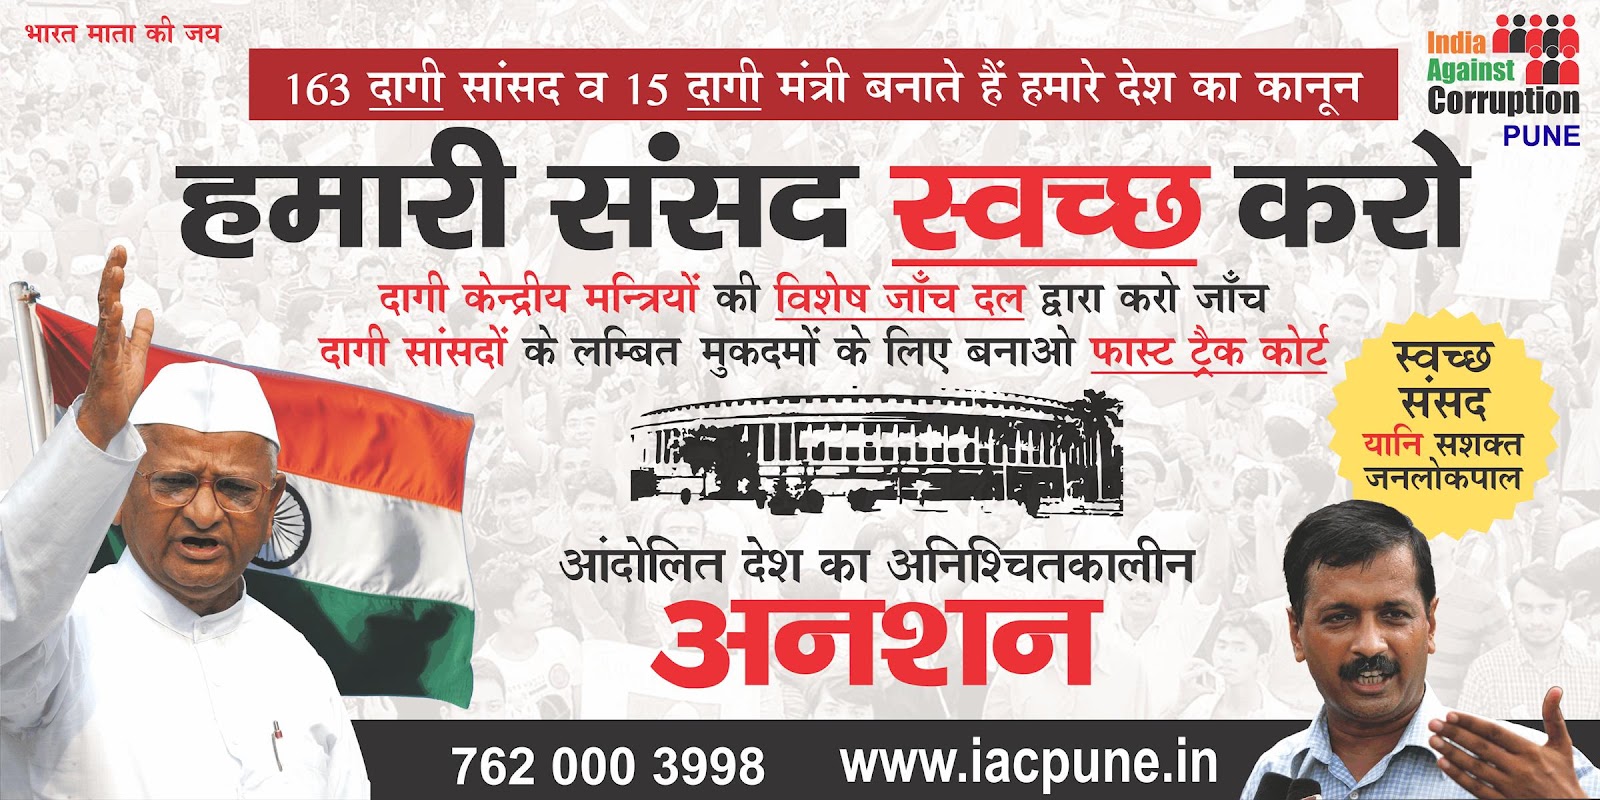 भारत माता की जय
163 दागी सांसद व 15 दागी मंत्री बनाते हैं हमारे देश का कानून
India
Against
Corruption
PUNE
हमारी संसद स्वच्छ करो
दागी केन्द्रीय मन्त्रियों की विशेष जाँच दल द्वारा करो जाँच
दागी सांसदों के लम्बित मुकदमों के लिए बनाओ फास्ट ट्रैक कोर्ट
स्वच्छ
संसद
यानि सशक्त
जनलोकपाल
आंदोलित देश का अनिश्चितकालीन
अनशन
762 000 3998
www.iacpune.in